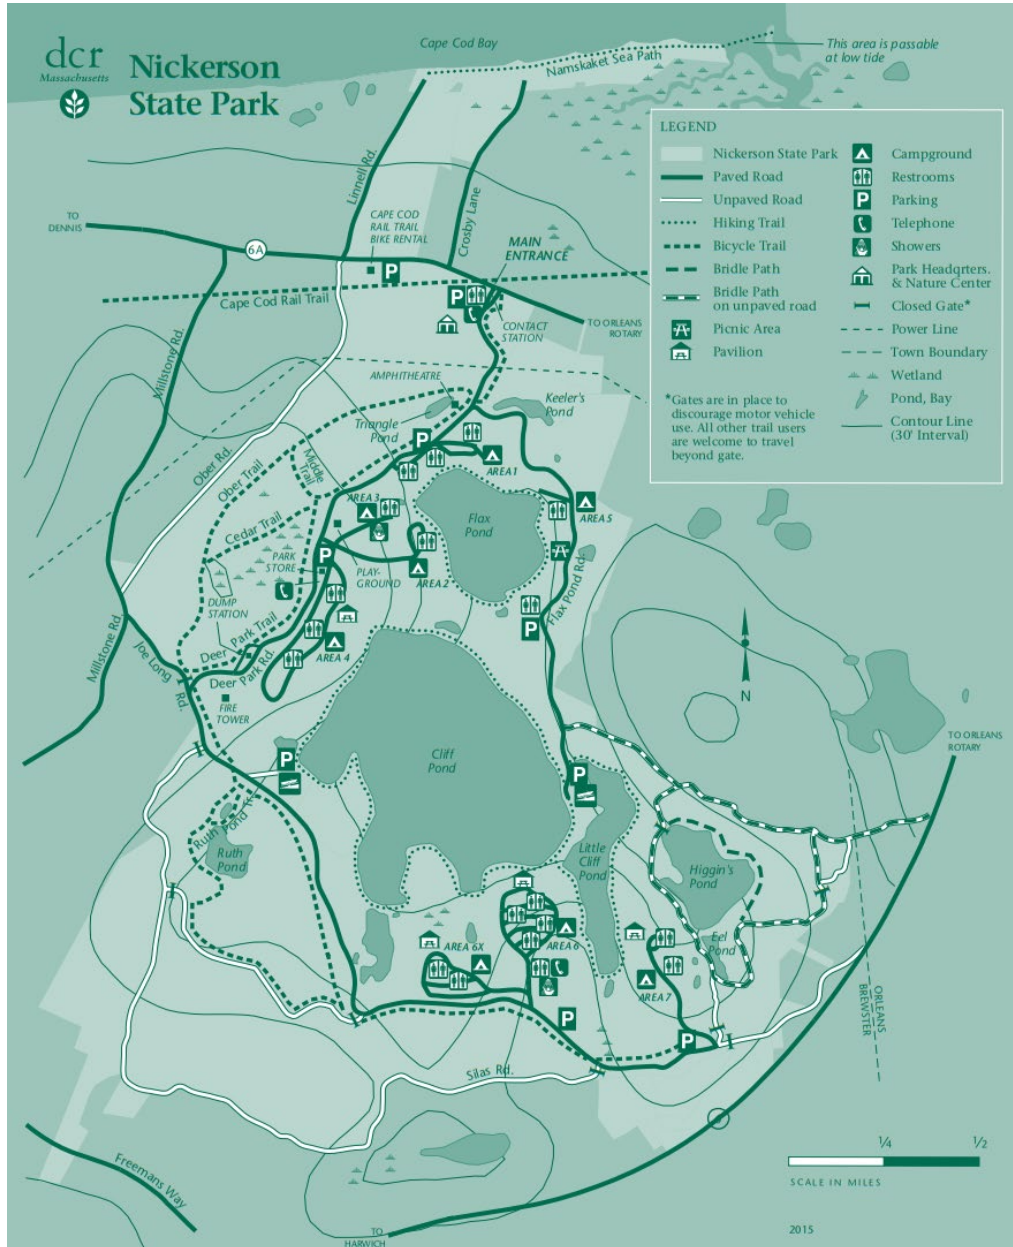 dcr
Massachusetts
Nickerson
State Park
Cape Cod Bay
Namskaket Sea Path
This area is passable
at low tide
LEGEND
Nickerson State Park
Paved Road
Unpaved Road
Hiking Trail
Bicycle Trail
Bridle Path
Bridle Path
on unpaved road
Picnic Area
Pavilion
Campground
Restrooms
P Parking
Telephone
Showers
Park Headqrters.
& Nature Center
Closed Gate*
Power Line
Town Boundary
Wetland
Pond, Bay
Contour Line
(30' Interval)
*Gates are in place to
discourage motor vehicle
use. All other trail users
are welcome to travel
beyond gate.
Linnell Rd.
Crosby Lane
TO
DENNIS
6A
CAPE COD
RAIL TRAIL
BIKE RENTAL
P
MAIN
ENTRANCE
P
Cape Cod Rail Trail
CONTACT
STATION
TO ORLEANS
ROTARY
Millstone Rd.
AMPHITHEATRE
Keeler's
Pond
Triangle
Pond
P
AREA 1
Ober Rd.
Ober Trail
Middle
Trail
AREA 3
Flax
Pond
AREA 5
Cedar Trail
P
PARK
STORE
PLAY-
GROUND
AREA 2
Flax Pond Rd.
DUMP
STATION
P
Millstone Rd.
Joe Long
Rd.
Deer Park Trail
Deer
Park Rd.
AREA 4
FIRE
TOWER
N
TO ORLEANS
ROTARY
P
Cliff
Pond
P
Ruth
Pond Tr.
Ruth
Pond
Little
Cliff
Pond
Higgin's
Pond
AREA 6X
AREA 6
Eel
Pond
AREA 7
ORLEANS
BREWSTER
P
P
Silas Rd.
Freemans Way
TO
HARWICH
1/4
1/2
SCALE IN MILES
2015